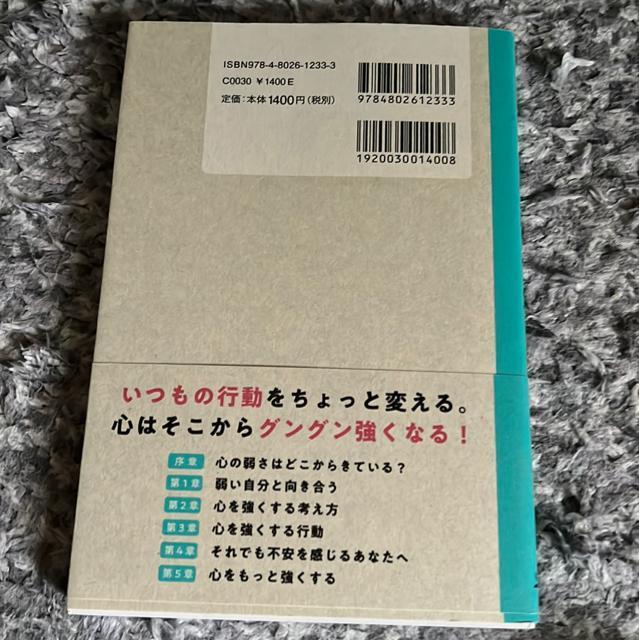 ISBN978-4-8026-1233-3
C0030 ¥1400E
定価:本体1400円(税別)
9784802612333
1920030014008
いつもの行動をちょっと変える。
心はそこからグングン強くなる!
序章 心の弱さはどこからきている?
第1章 弱い自分と向き合う
第2章 心を強くする考え方
第3章 心を強くする行動
第4章 それでも不安を感じるあなたへ
第5章 心をもっと強くする